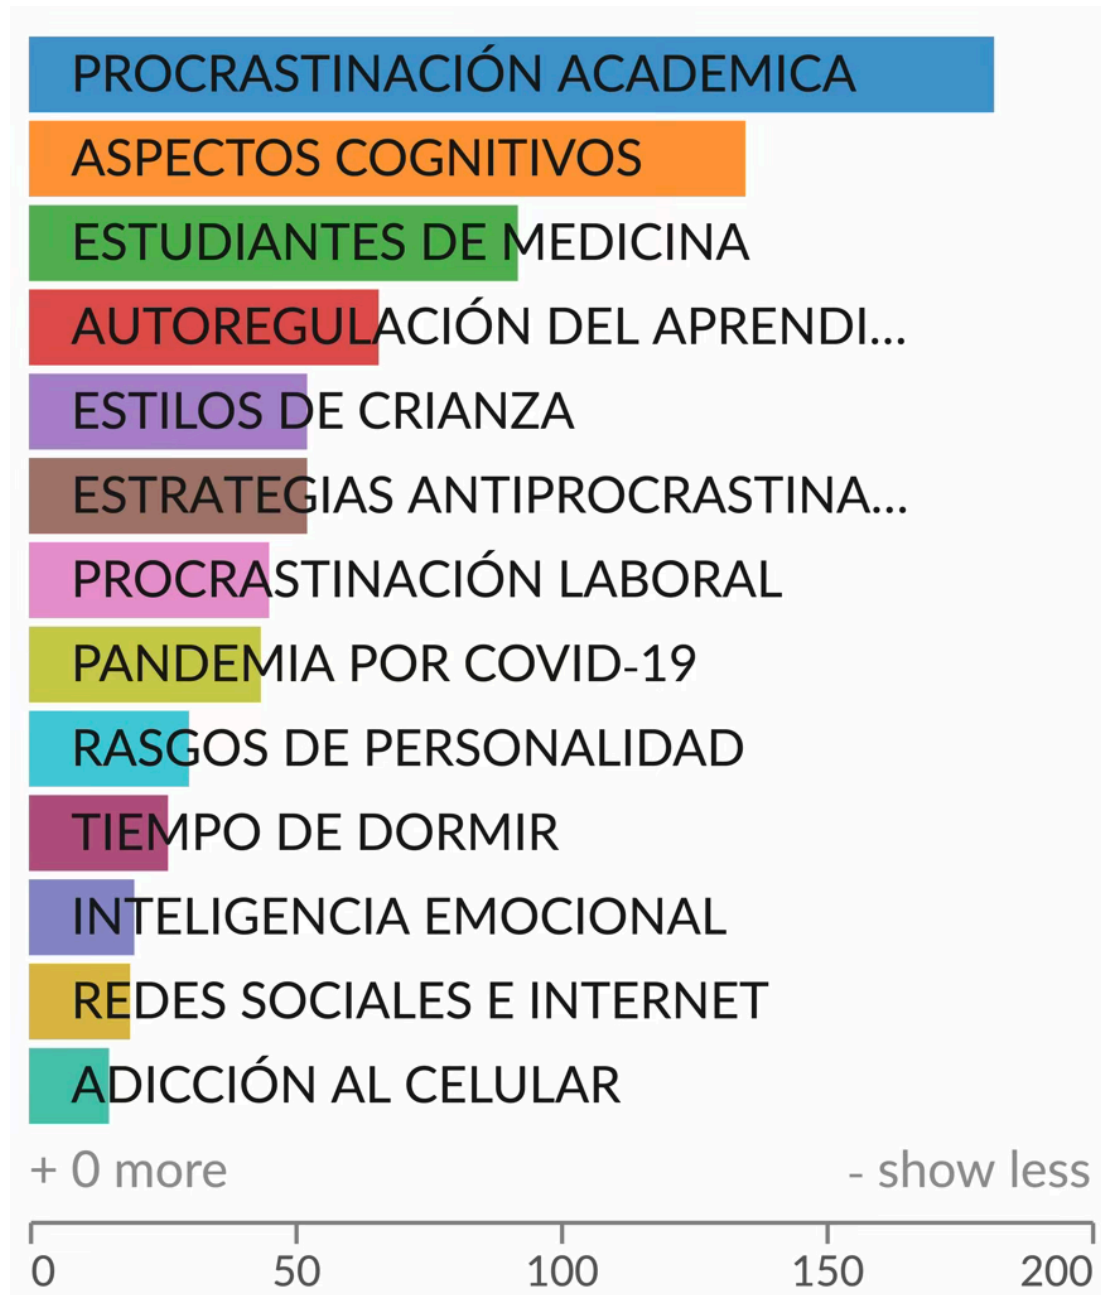 PROCRASTINACIÓN ACADEMICA
ASPECTOS COGNITIVOS
ESTUDIANTES DE MEDICINA
AUTOREGULACIÓN DEL APRENDI...
ESTILOS DE CRIANZA
ESTRATEGIAS ANTIPROCRASTINA...
PROCRASTINACIÓN LABORAL
PANDEMIA POR COVID-19
RASGOS DE PERSONALIDAD
TIEMPO DE DORMIR
INTELIGENCIA EMOCIONAL
REDES SOCIALES E INTERNET
ADICCIÓN AL CELULAR
+ 0 more - show less
0 50 100 150 200